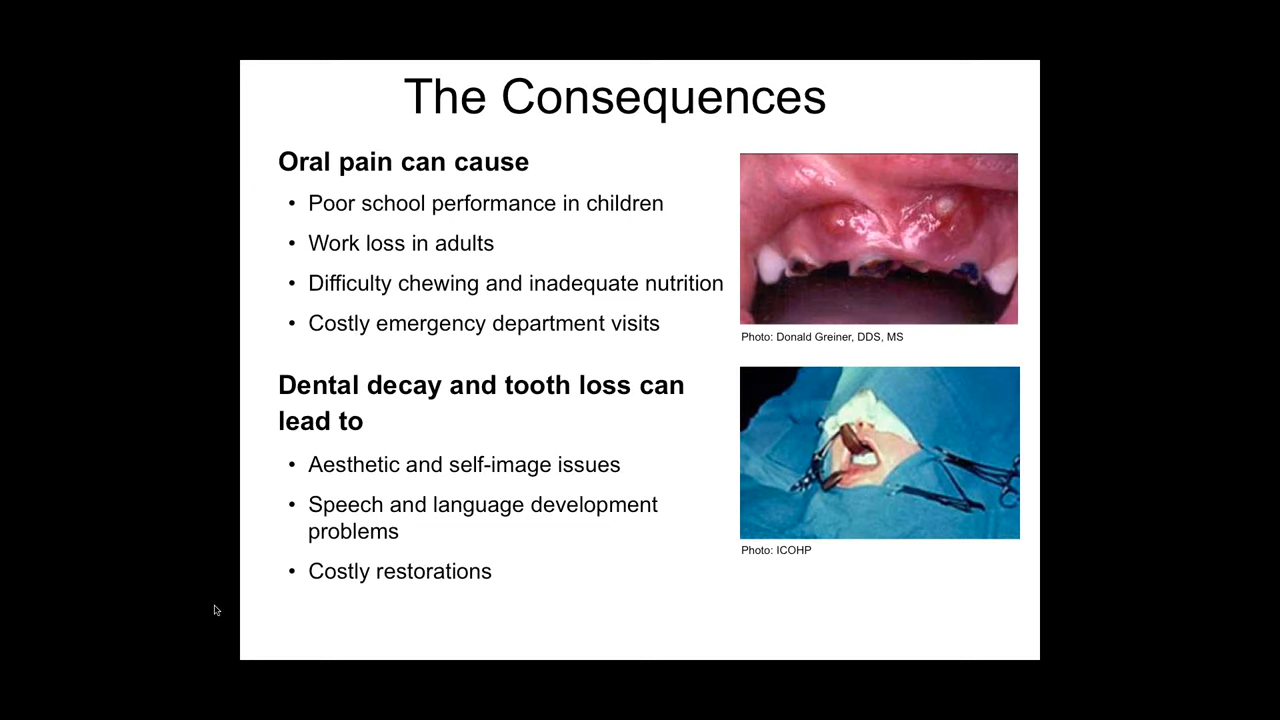 The Consequences
Oral pain can cause
• Poor school performance in children
• Work loss in adults
• Difficulty chewing and inadequate nutrition
• Costly emergency department visits
Photo: Donald Greiner, DDS, MS
Dental decay and tooth loss can
lead to
• Aesthetic and self-image issues
• Speech and language development
problems
• Costly restorations
Photo: ICOHP